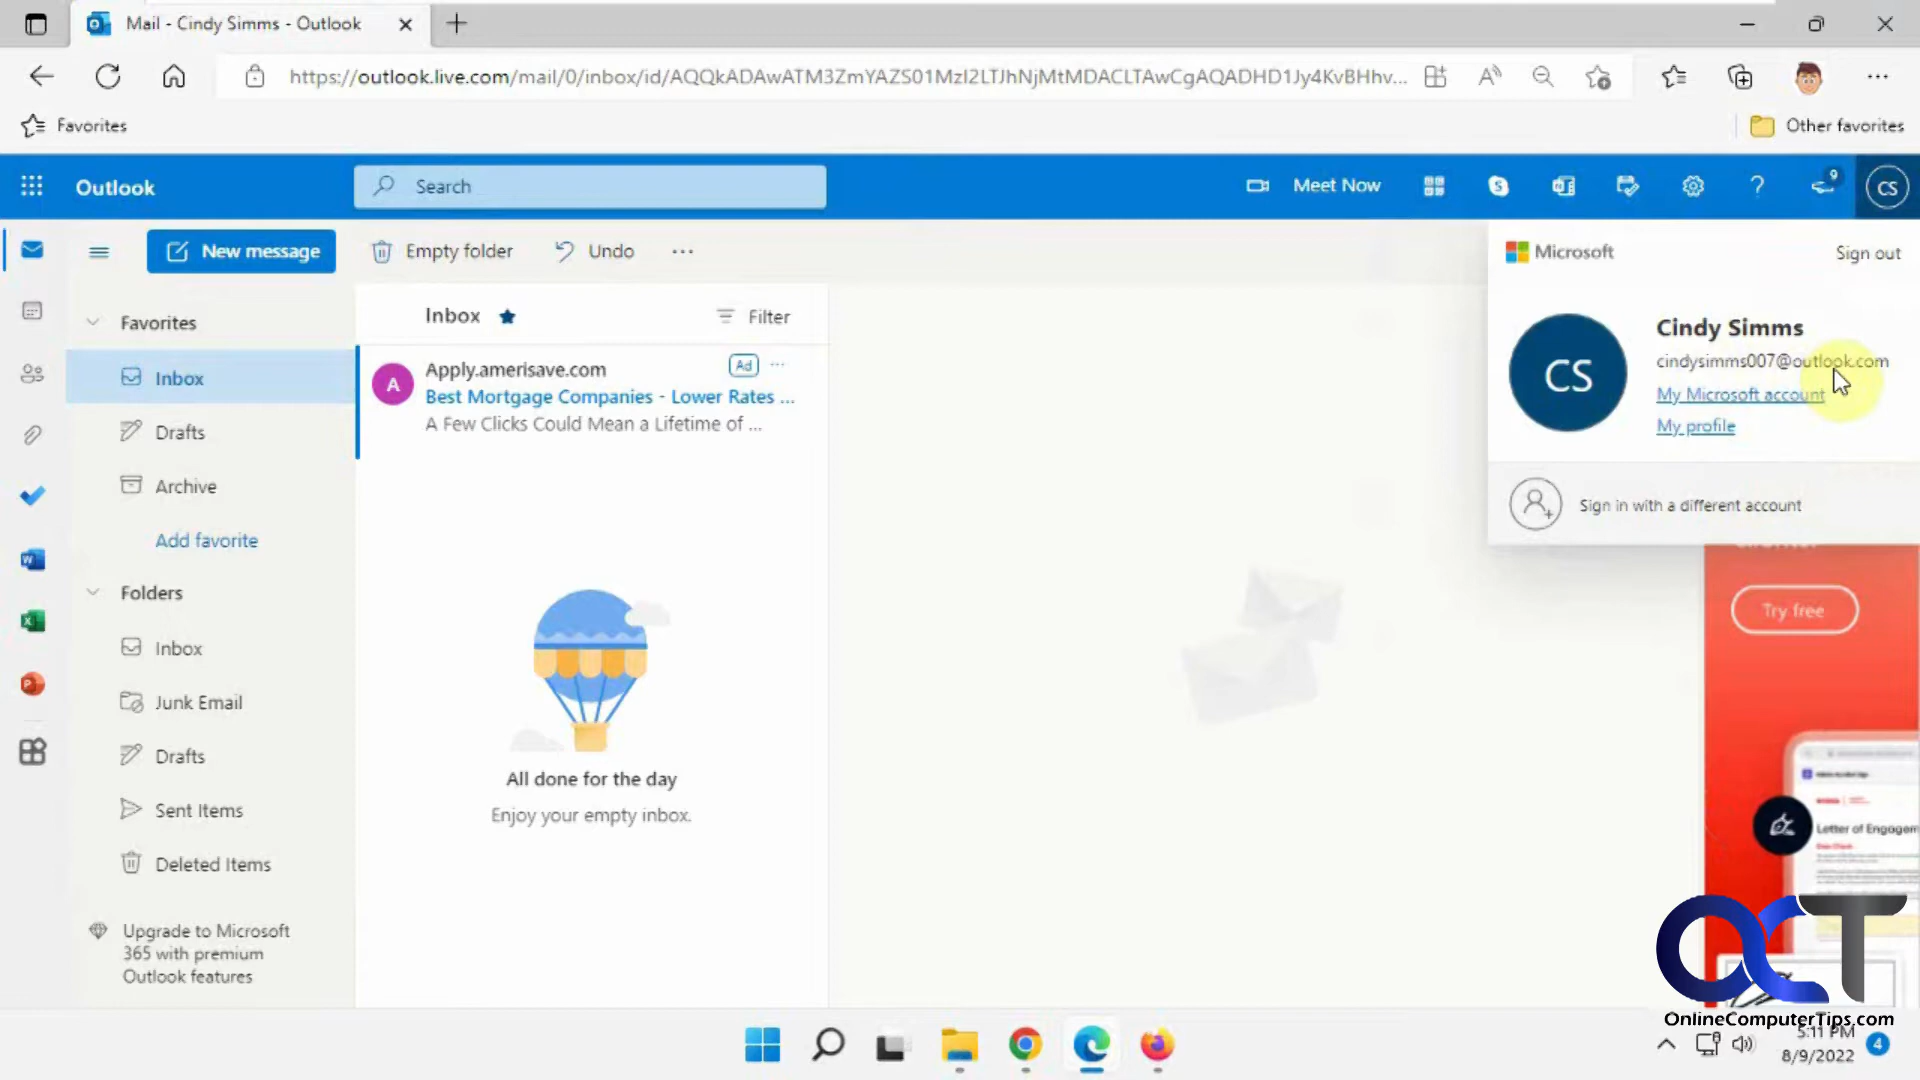 Mail - Cindy Simms - Outlook
https://outlook.live.com/mail/0/inbox/id/AQQkADAwATM3ZmYAZS01MzI2LTJhNjMtMDACLTAwCgAQADHD1Jy4KvBHhv...
Favorites
Other favorites
Outlook
Search
Meet Now
9
CS
New message
Empty folder
Undo
Microsoft
Sign out
Favorites
Inbox
Filter
Cindy Simms
cindysimms007@outlook.com
CS
My Microsoft account
My profile
Inbox
A
Apply.amerisave.com
Ad
Best Mortgage Companies - Lower Rates ...
A Few Clicks Could Mean a Lifetime of ...
Drafts
Archive
Sign in with a different account
Add favorite
Folders
Try free
Inbox
Junk Email
Drafts
All done for the day
Enjoy your empty inbox.
Sent Items
Letter of Engagem
Deleted Items
Upgrade to Microsoft
365 with premium
Outlook features
OCT
OnlineComputerTips.com
5:11 PM
8/9/2022
4